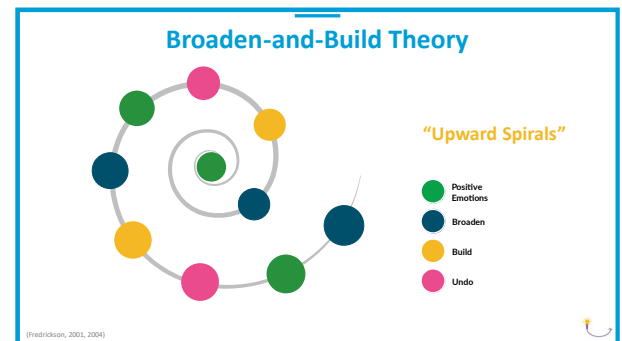 Broaden-and-Build Theory
“Upward Spirals”
Positive
Emotions
Broaden
Build
Undo
(Fredrickson, 2001, 2004)